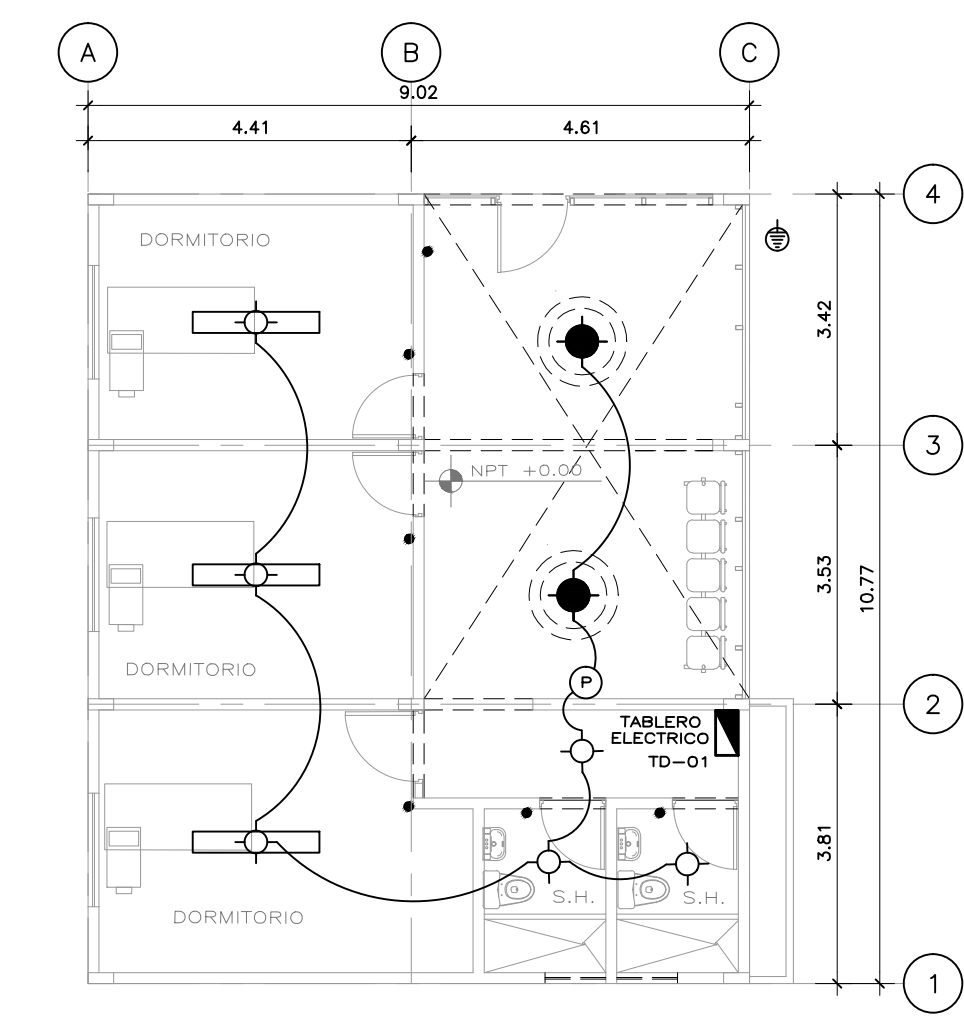 A
B
C
9.02
4.41
4.61
4
DORMITORIO
3.42
3
NPT +0.00
3.53
10.77
DORMITORIO
P
2
TABLERO
ELECTRICO
TD-01
3.81
S.H.
S.H.
DORMITORIO
1